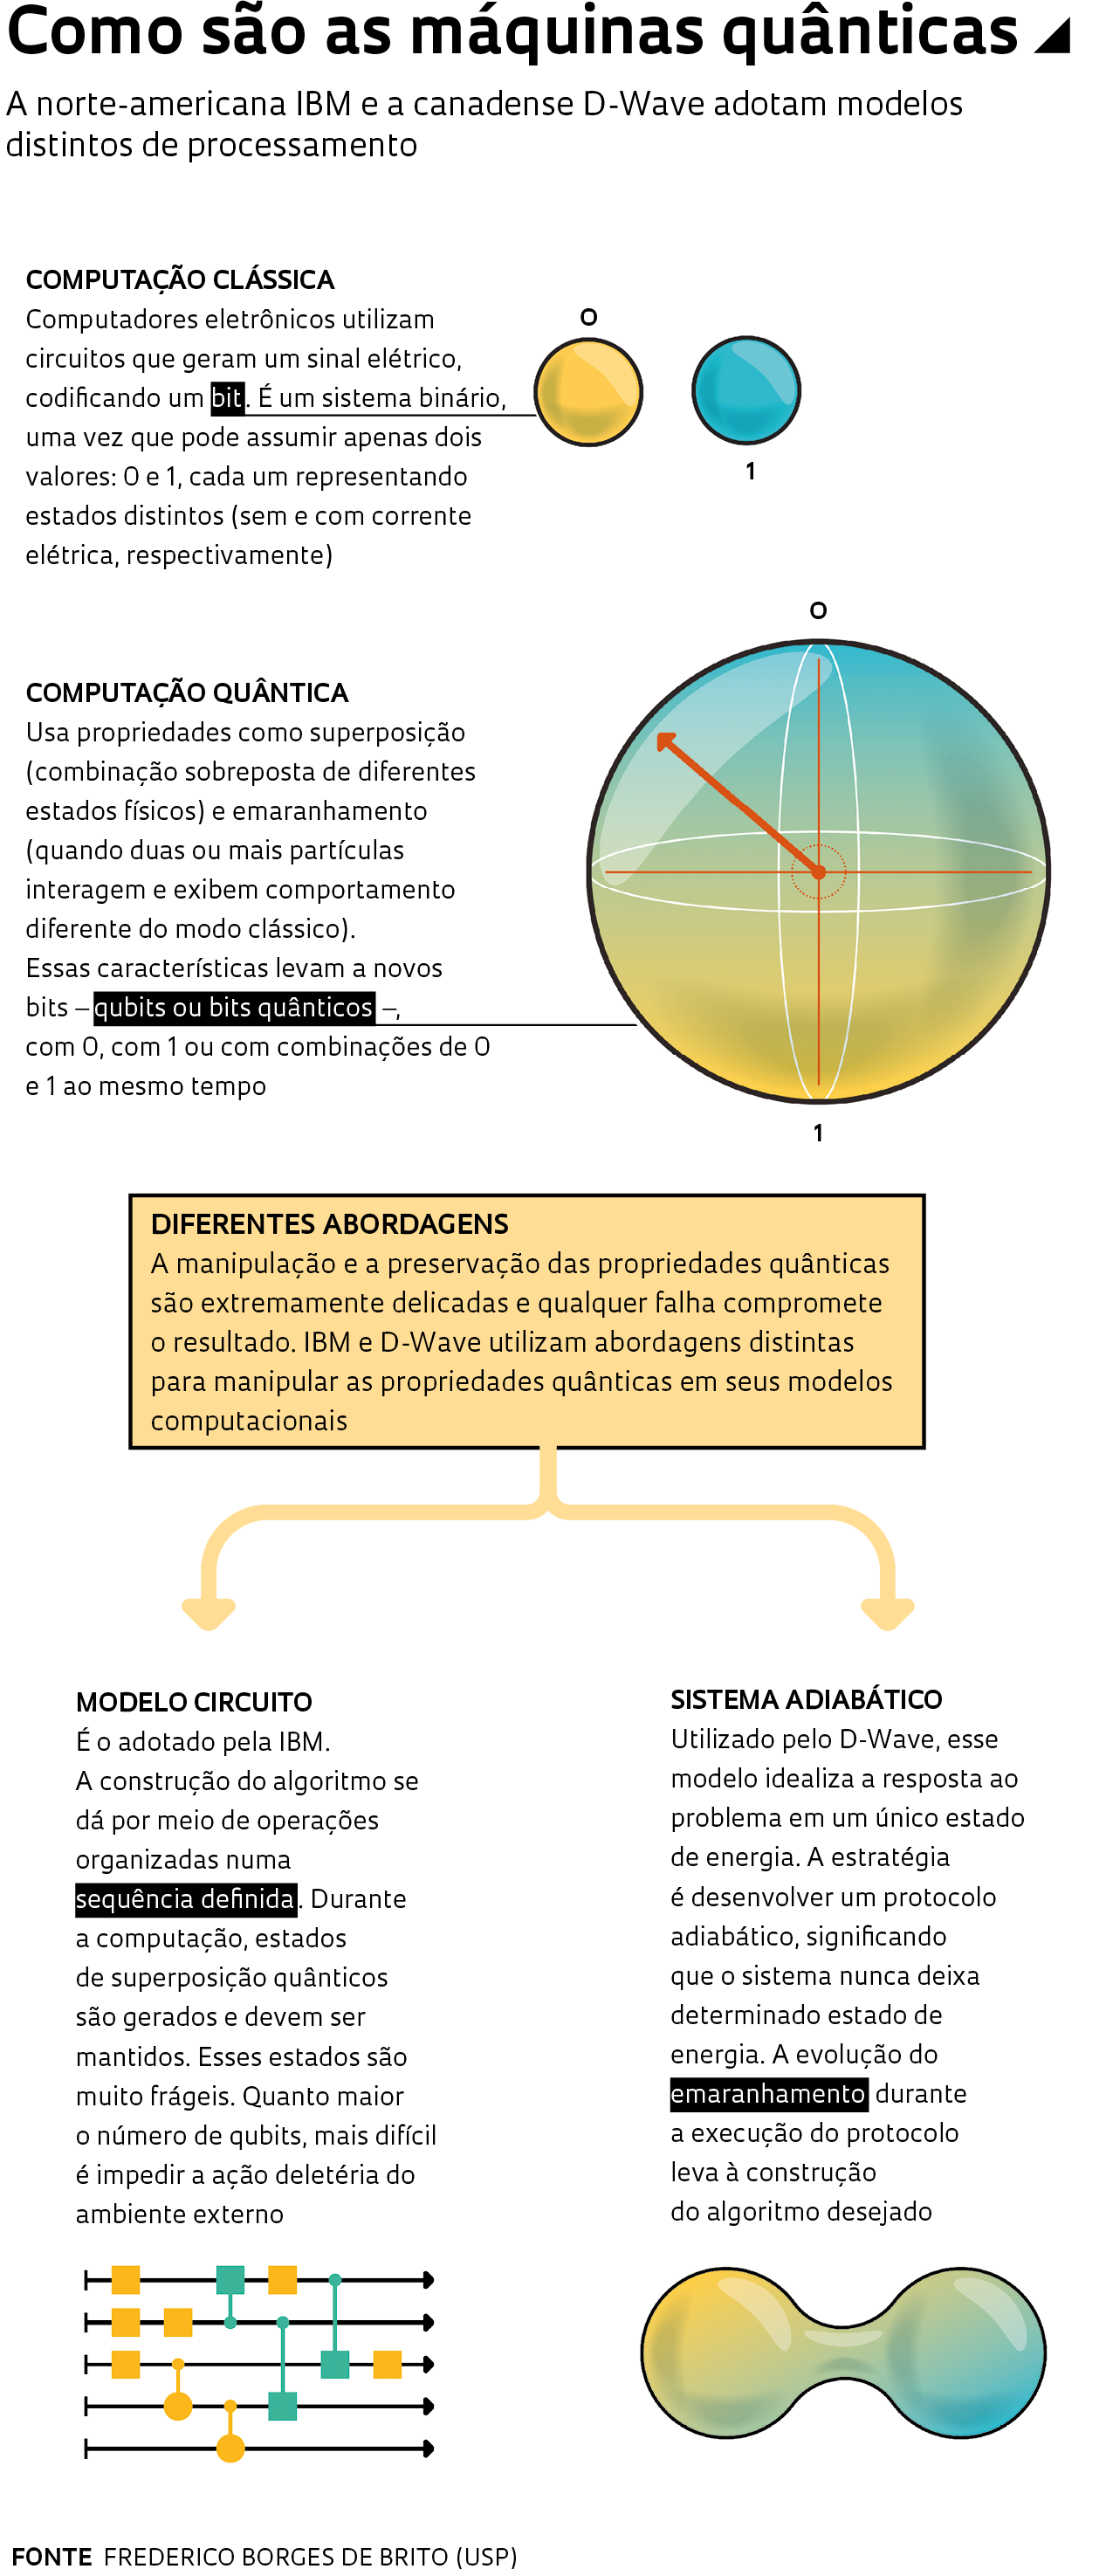 Como são as máquinas quânticas
A norte-americana IBM e a canadense D-Wave adotam modelos
distintos de processamento
COMPUTAÇÃO CLÁSSICA
Computadores eletrônicos utilizam
circuitos que geram um sinal elétrico,
codificando um bit. É um sistema binário,
uma vez que pode assumir apenas dois
valores: 0 e 1, cada um representando
estados distintos (sem e com corrente
elétrica, respectivamente)
0
1
COMPUTAÇÃO QUÂNTICA
Usa propriedades como superposição
(combinação sobreposta de diferentes
estados físicos) e emaranhamento
(quando duas ou mais partículas
interagem e exibem comportamento
diferente do modo clássico).
Essas características levam a novos
bits – qubits ou bits quânticos –,
com 0, com 1 ou com combinações de 0
e 1 ao mesmo tempo
0
1
DIFERENTES ABORDAGENS
A manipulação e a preservação das propriedades quânticas
são extremamente delicadas e qualquer falha compromete
o resultado. IBM e D-Wave utilizam abordagens distintas
para manipular as propriedades quânticas em seus modelos
computacionais
MODELO CIRCUITO
É o adotado pela IBM.
A construção do algoritmo se
dá por meio de operações
organizadas numa
sequência definida. Durante
a computação, estados
de superposição quânticos
são gerados e devem ser
mantidos. Esses estados são
muito frágeis. Quanto maior
o número de qubits, mais difícil
é impedir a ação deletéria do
ambiente externo
SISTEMA ADIABÁTICO
Utilizado pelo D-Wave, esse
modelo idealiza a resposta ao
problema em um único estado
de energia. A estratégia
é desenvolver um protocolo
adiabático, significando
que o sistema nunca deixa
determinado estado de
energia. A evolução do
emaranhamento durante
a execução do protocolo
leva à construção
do algoritmo desejado
FONTE FREDERICO BORGES DE BRITO (USP)